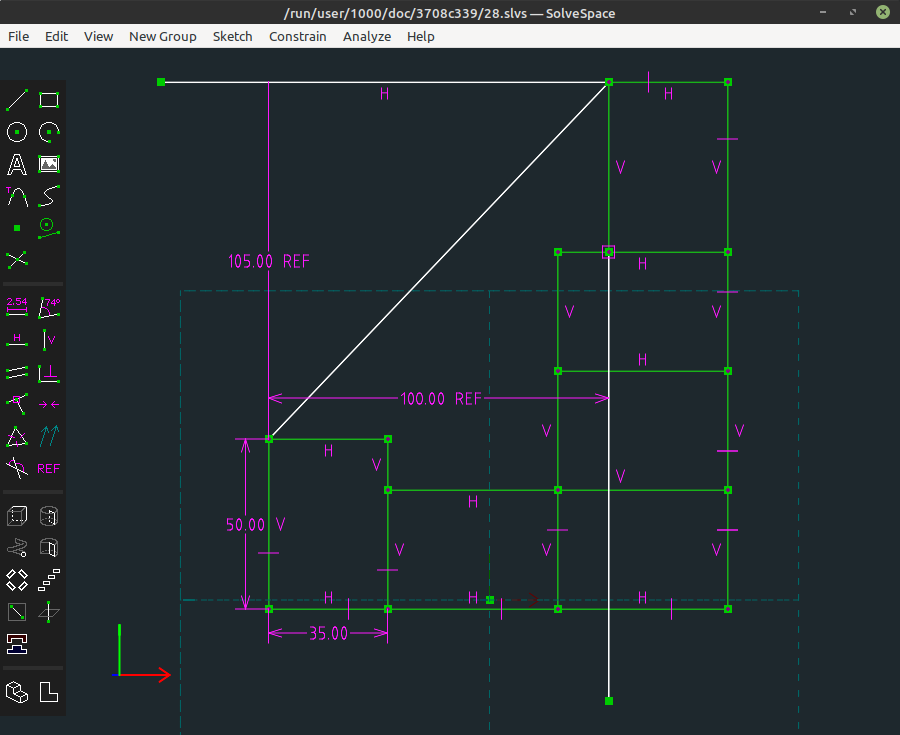 /run/user/1000/doc/3708c339/28.slvs — SolveSpace
File Edit View New Group Sketch Constrain Analyze Help
H H
V V
105.00 REF
H
V V
H
100.00 REF
V V
H V V
H
50.00 V
V V V
H H H
35.00
A
T
2.54 74°
H V
REF